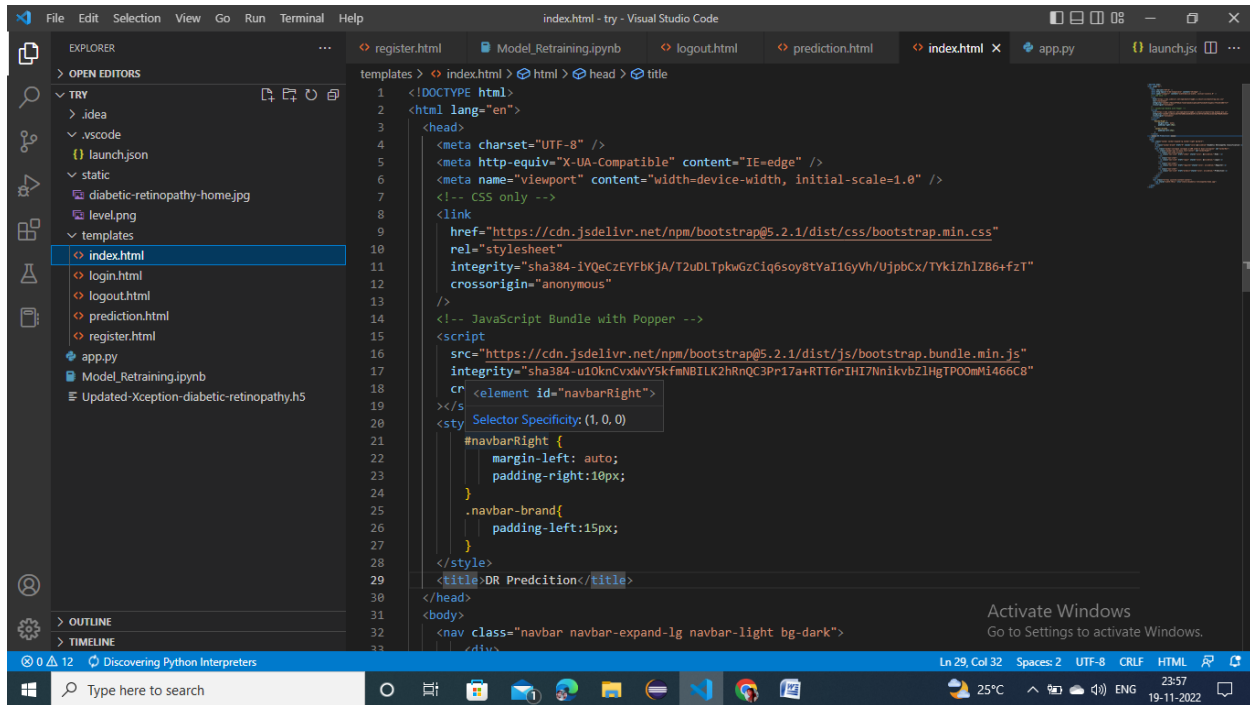 File Edit Selection View Go Run Terminal Help
index.html - try - Visual Studio Code
EXPLORER
OPEN EDITORS
TRY
.idea
.vscode
{} launch.json
static
diabetic-retinopathy-home.jpg
level.png
templates
index.html
login.html
logout.html
prediction.html
register.html
app.py
Model_Retraining.ipynb
Updated-Xception-diabetic-retinopathy.h5
OUTLINE
TIMELINE
register.html Model_Retraining.ipynb logout.html prediction.html index.html app.py {} launch.js
templates > index.html > html > head > title
1 <!DOCTYPE html>
2 <html lang="en">
3 <head>
4 <meta charset="UTF-8" />
5 <meta http-equiv="X-UA-Compatible" content="IE=edge" />
6 <meta name="viewport" content="width=device-width, initial-scale=1.0" />
7 <!-- CSS only -->
8 <link
9 href="https://cdn.jsdelivr.net/npm/bootstrap@5.2.1/dist/css/bootstrap.min.css"
10 rel="stylesheet"
11 integrity="sha384-iYQeCzEYFbKjA/T2uDLTpkwGzCiq6soy8tYaI1GyVh/UjpbCx/TYkiZhlZB6+fzT"
12 crossorigin="anonymous"
13 />
14 <!-- JavaScript Bundle with Popper -->
15 <script
16 src="https://cdn.jsdelivr.net/npm/bootstrap@5.2.1/dist/js/bootstrap.bundle.min.js"
17 integrity="sha384-u1OknCvxWvY5kfmNBILK2hRnQC3Pr17a+RTT6rIHI7NnikvbZlHgTPOOmMi466C8"
18 cr
<element id="navbarRight">
19 ></s
Selector Specificity: (1, 0, 0)
20 <sty
21 #navbarRight {
22 margin-left: auto;
23 padding-right:10px;
24 }
25 .navbar-brand{
26 padding-left:15px;
27 }
28 </style>
29 <title>DR Predcition</title>
30 </head>
31 <body>
32 <nav class="navbar navbar-expand-lg navbar-light bg-dark">
33 <div>
Activate Windows
Go to Settings to activate Windows.
0 12 Discovering Python Interpreters
Ln 29, Col 32 Spaces: 2 UTF-8 CRLF HTML
Type here to search
1
25°C
ENG
23:57
19-11-2022